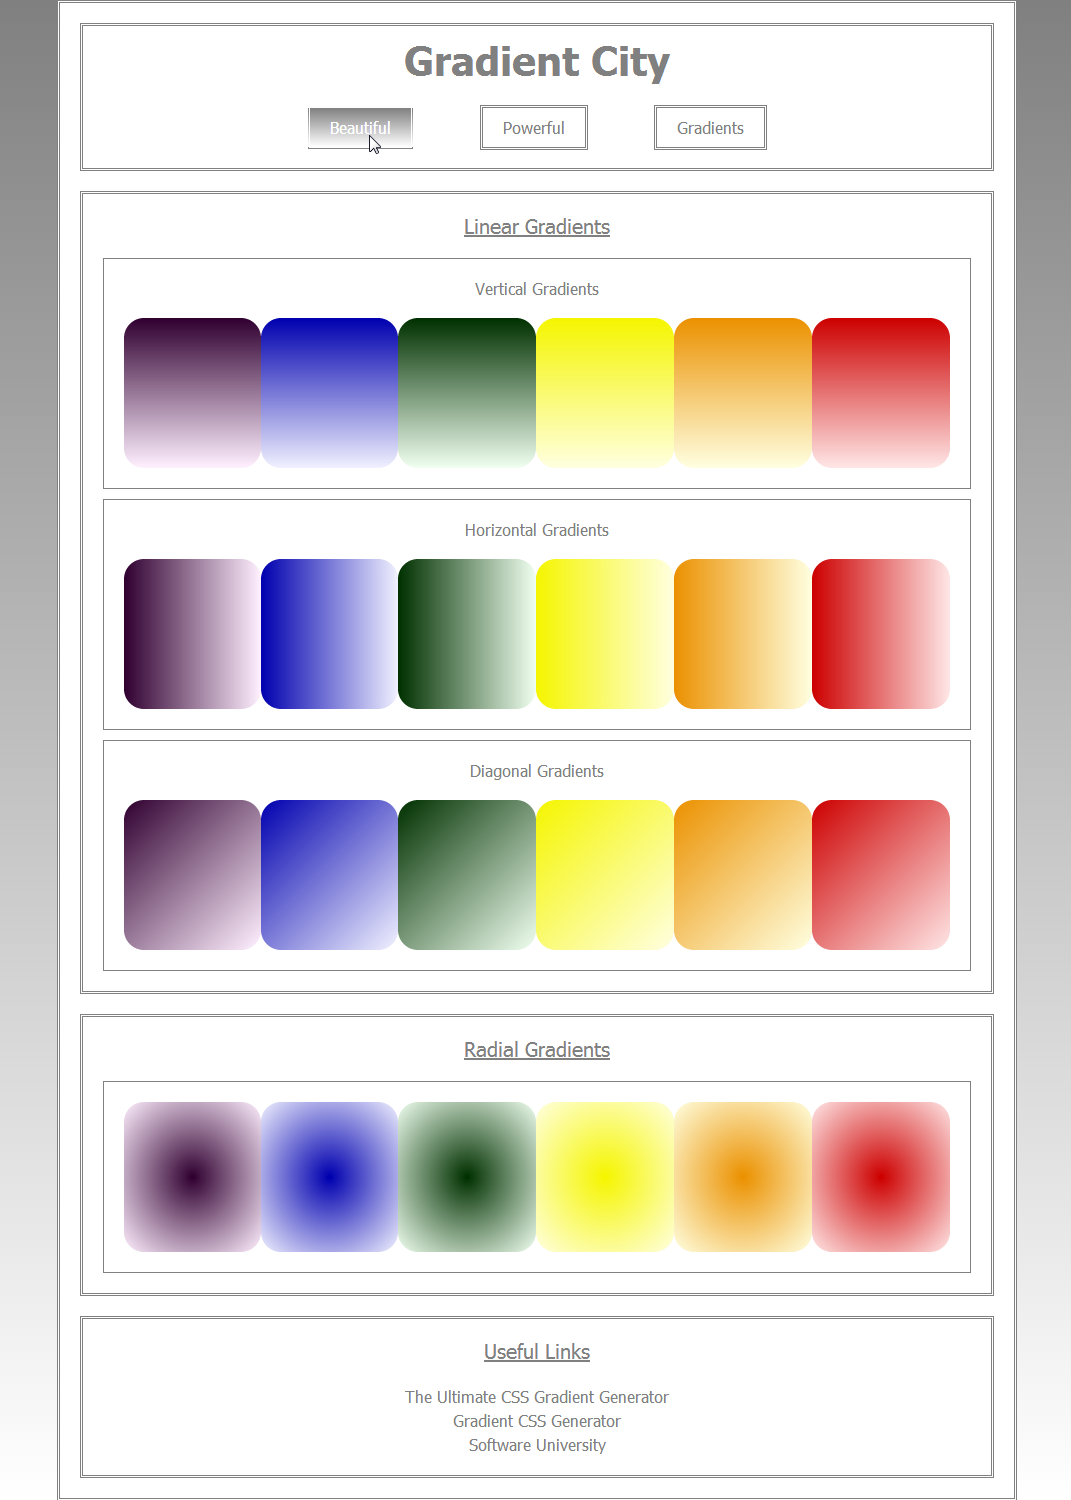 Gradient City
Beautiful Powerful Gradients
Linear Gradients
Vertical Gradients
Horizontal Gradients
Diagonal Gradients
Radial Gradients
Useful Links
The Ultimate CSS Gradient Generator
Gradient CSS Generator
Software University